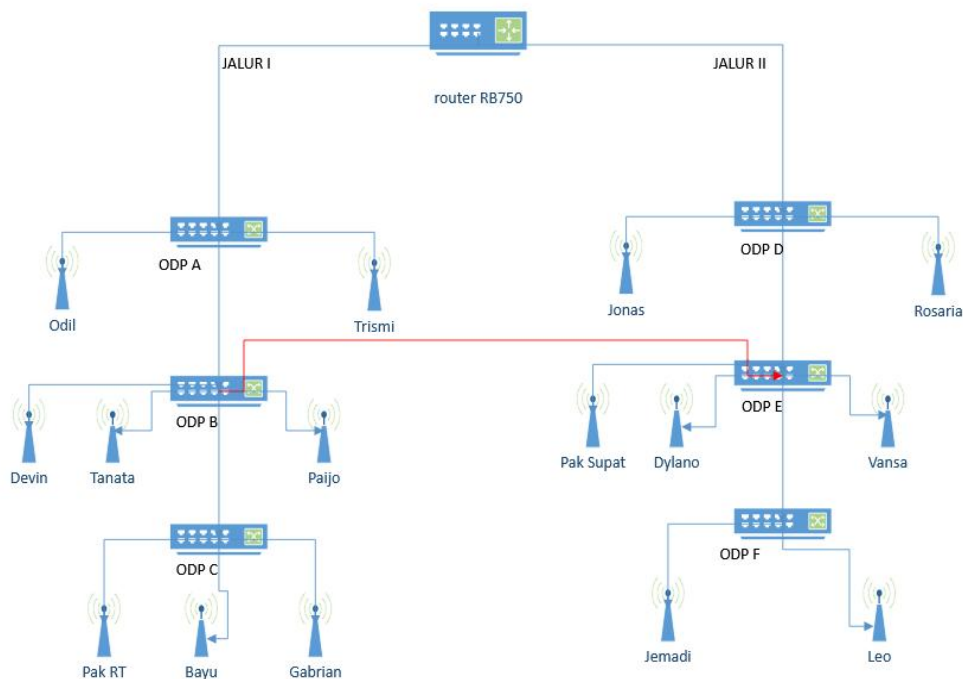 JALUR I
JALUR II
router RB750
ODP A
ODP D
Odil
Trismi
Jonas
Rosaria
ODP B
ODP E
Devin
Tanata
Paijo
Pak Supat
Dylano
Vansa
ODP C
ODP F
Pak RT
Bayu
Gabrian
Jemadi
Leo